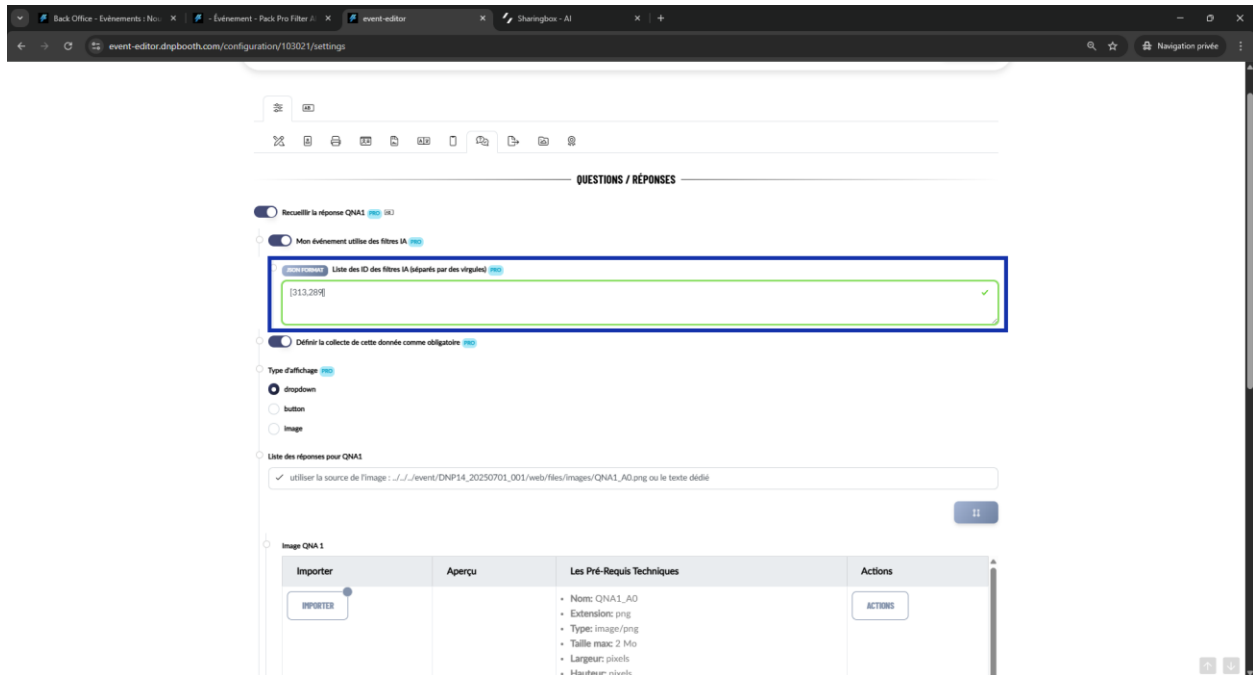 Back Office - Evènements : Nou
- Événement - Pack Pro Filter A
event-editor
Sharingbox - AI
event-editor.dnpbooth.com/configuration/103021/settings
Navigation privée
QUESTIONS / RÉPONSES
Recueillir la réponse QNA1 PRO
Mon événement utilise des filtres IA PRO
JSON FORMAT Liste des ID des filtres IA (séparés par des virgules) PRO
[313,289]
Définir la collecte de cette donnée comme obligatoire PRO
Type d'affichage PRO
dropdown
button
image
Liste des réponses pour QNA1
utiliser la source de l'image : ../../../event/DNP14_20250701_001/web/files/images/QNA1_A0.png ou le texte dédié
Image QNA 1
Importer Aperçu Les Pré-Requis Techniques Actions
IMPORTER
• Nom: QNA1_A0
ACTIONS
• Extension: png
• Type: image/png
• Taille max: 2 Mo
• Largeur: pixels
• Hauteur: pixels